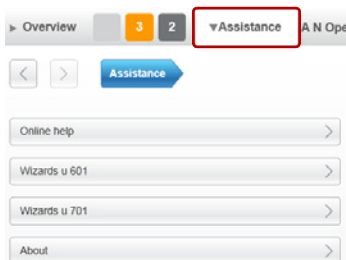 ▸ Overview 3 2 ▾Assistance A N Ope
Assistance
Online help
Wizards u 601
Wizards u 701
About